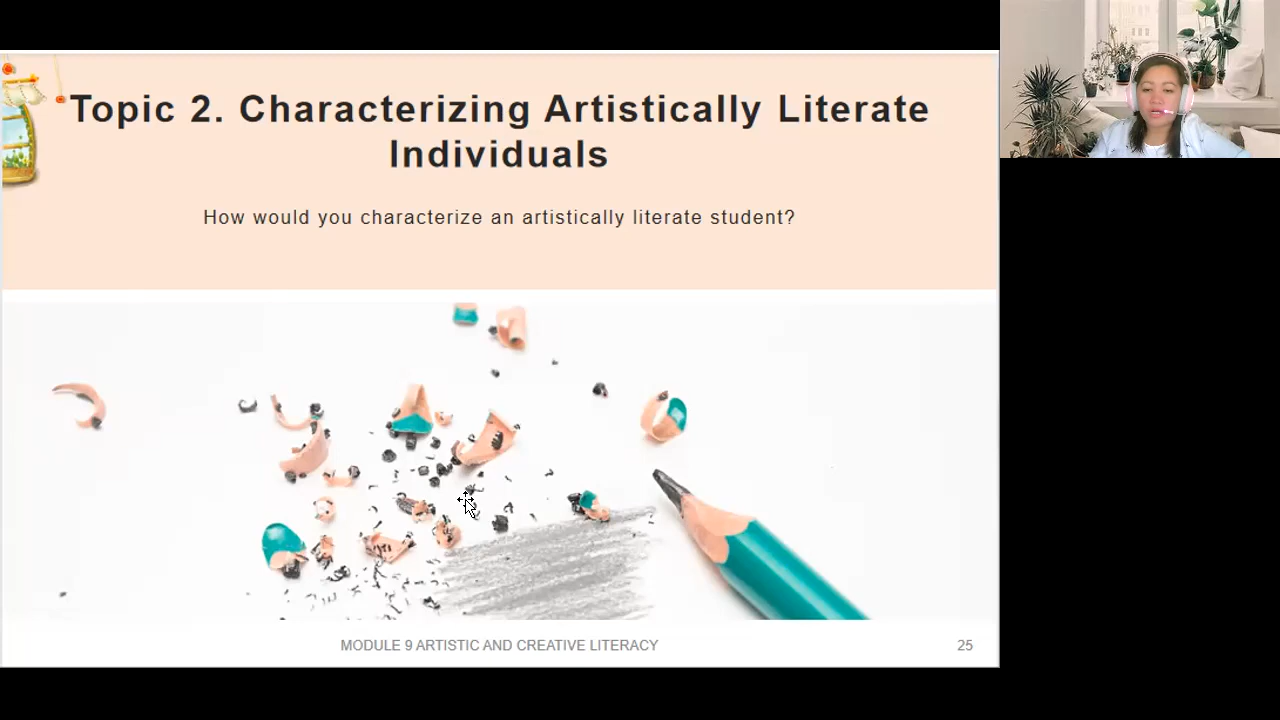 Topic 2. Characterizing Artistically Literate
Individuals
How would you characterize an artistically literate student?
MODULE 9 ARTISTIC AND CREATIVE LITERACY
25